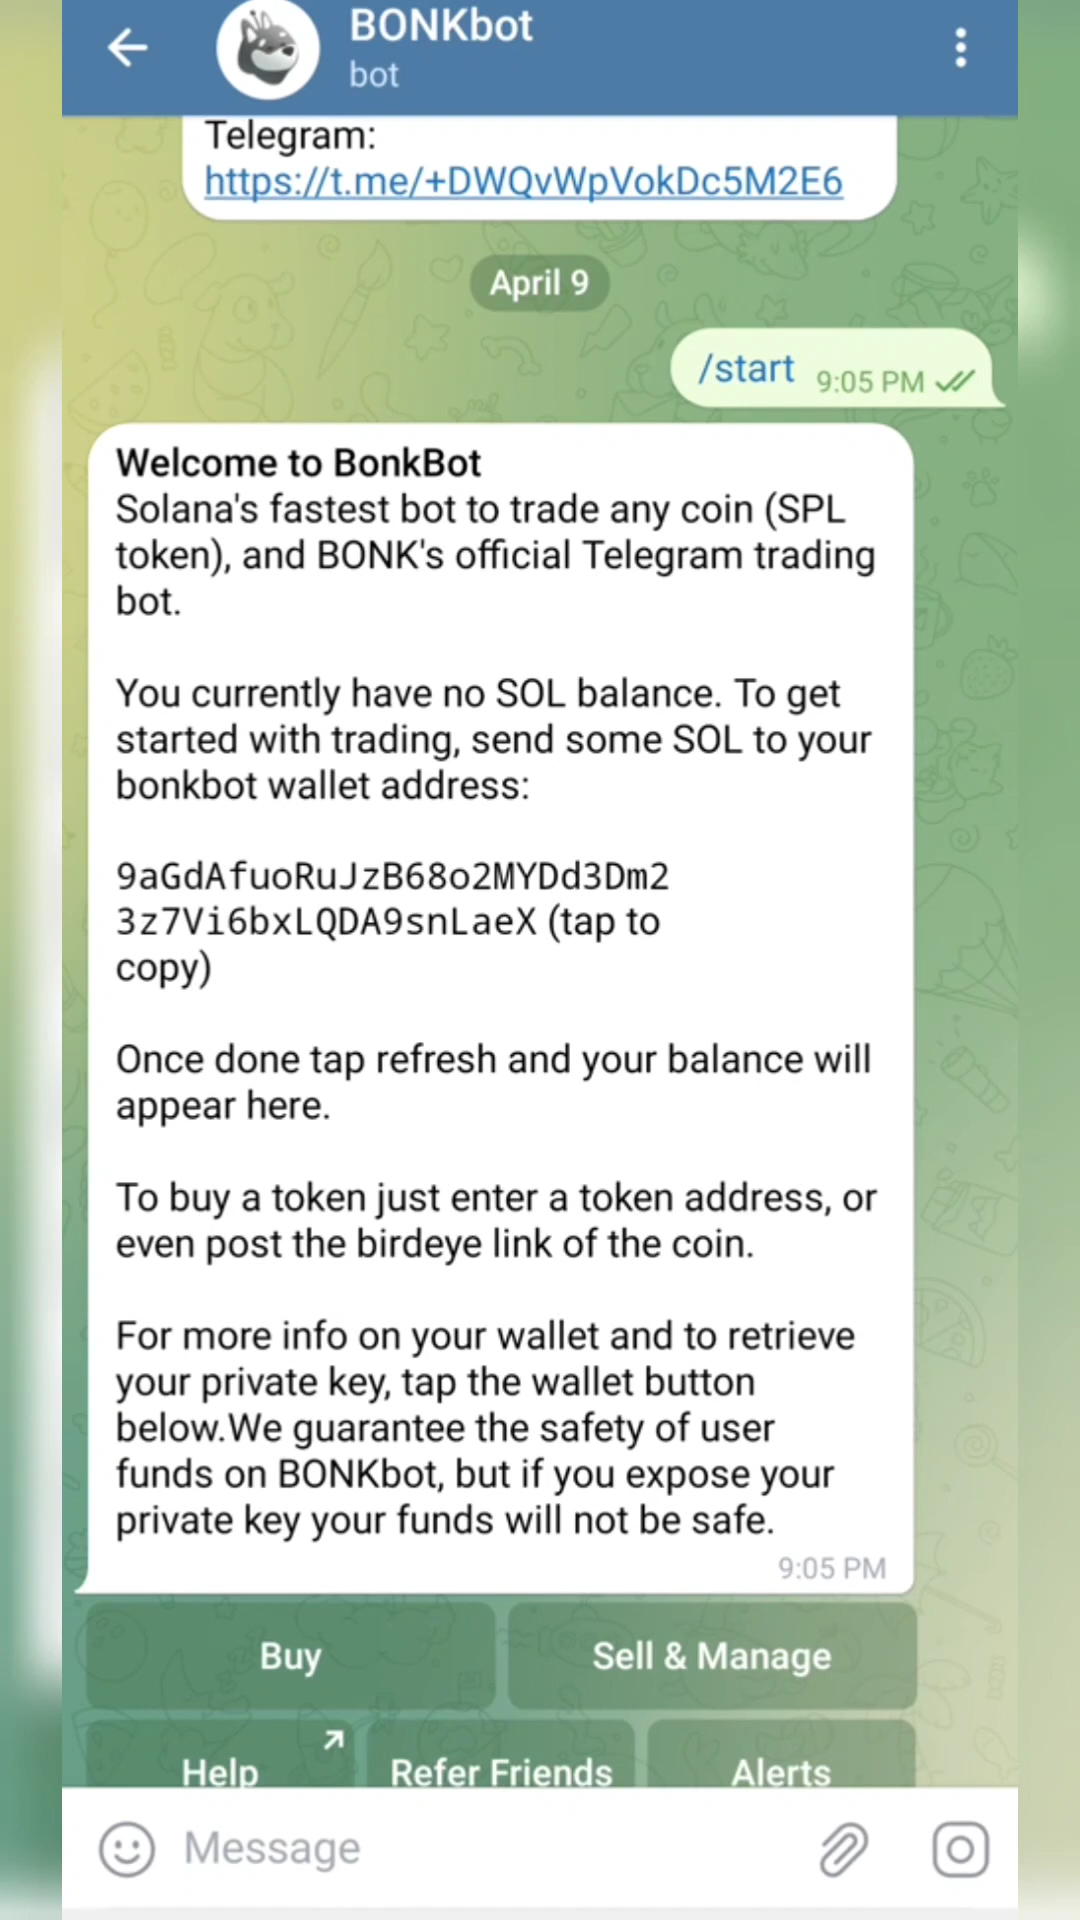 BONKbot
bot
Telegram:
https://t.me/+DWQvWpVokDc5M2E6
April 9
/start 9:05 PM
Welcome to BonkBot
Solana's fastest bot to trade any coin (SPL
token), and BONK's official Telegram trading
bot.
You currently have no SOL balance. To get
started with trading, send some SOL to your
bonkbot wallet address:
9aGdAfuoRuJzB68o2MYDd3Dm2
3z7Vi6bxLQDA9snLaeX (tap to
copy)
Once done tap refresh and your balance will
appear here.
To buy a token just enter a token address, or
even post the birdeye link of the coin.
For more info on your wallet and to retrieve
your private key, tap the wallet button
below.We guarantee the safety of user
funds on BONKbot, but if you expose your
private key your funds will not be safe.
9:05 PM
Buy Sell & Manage
Help Refer Friends Alerts
Message